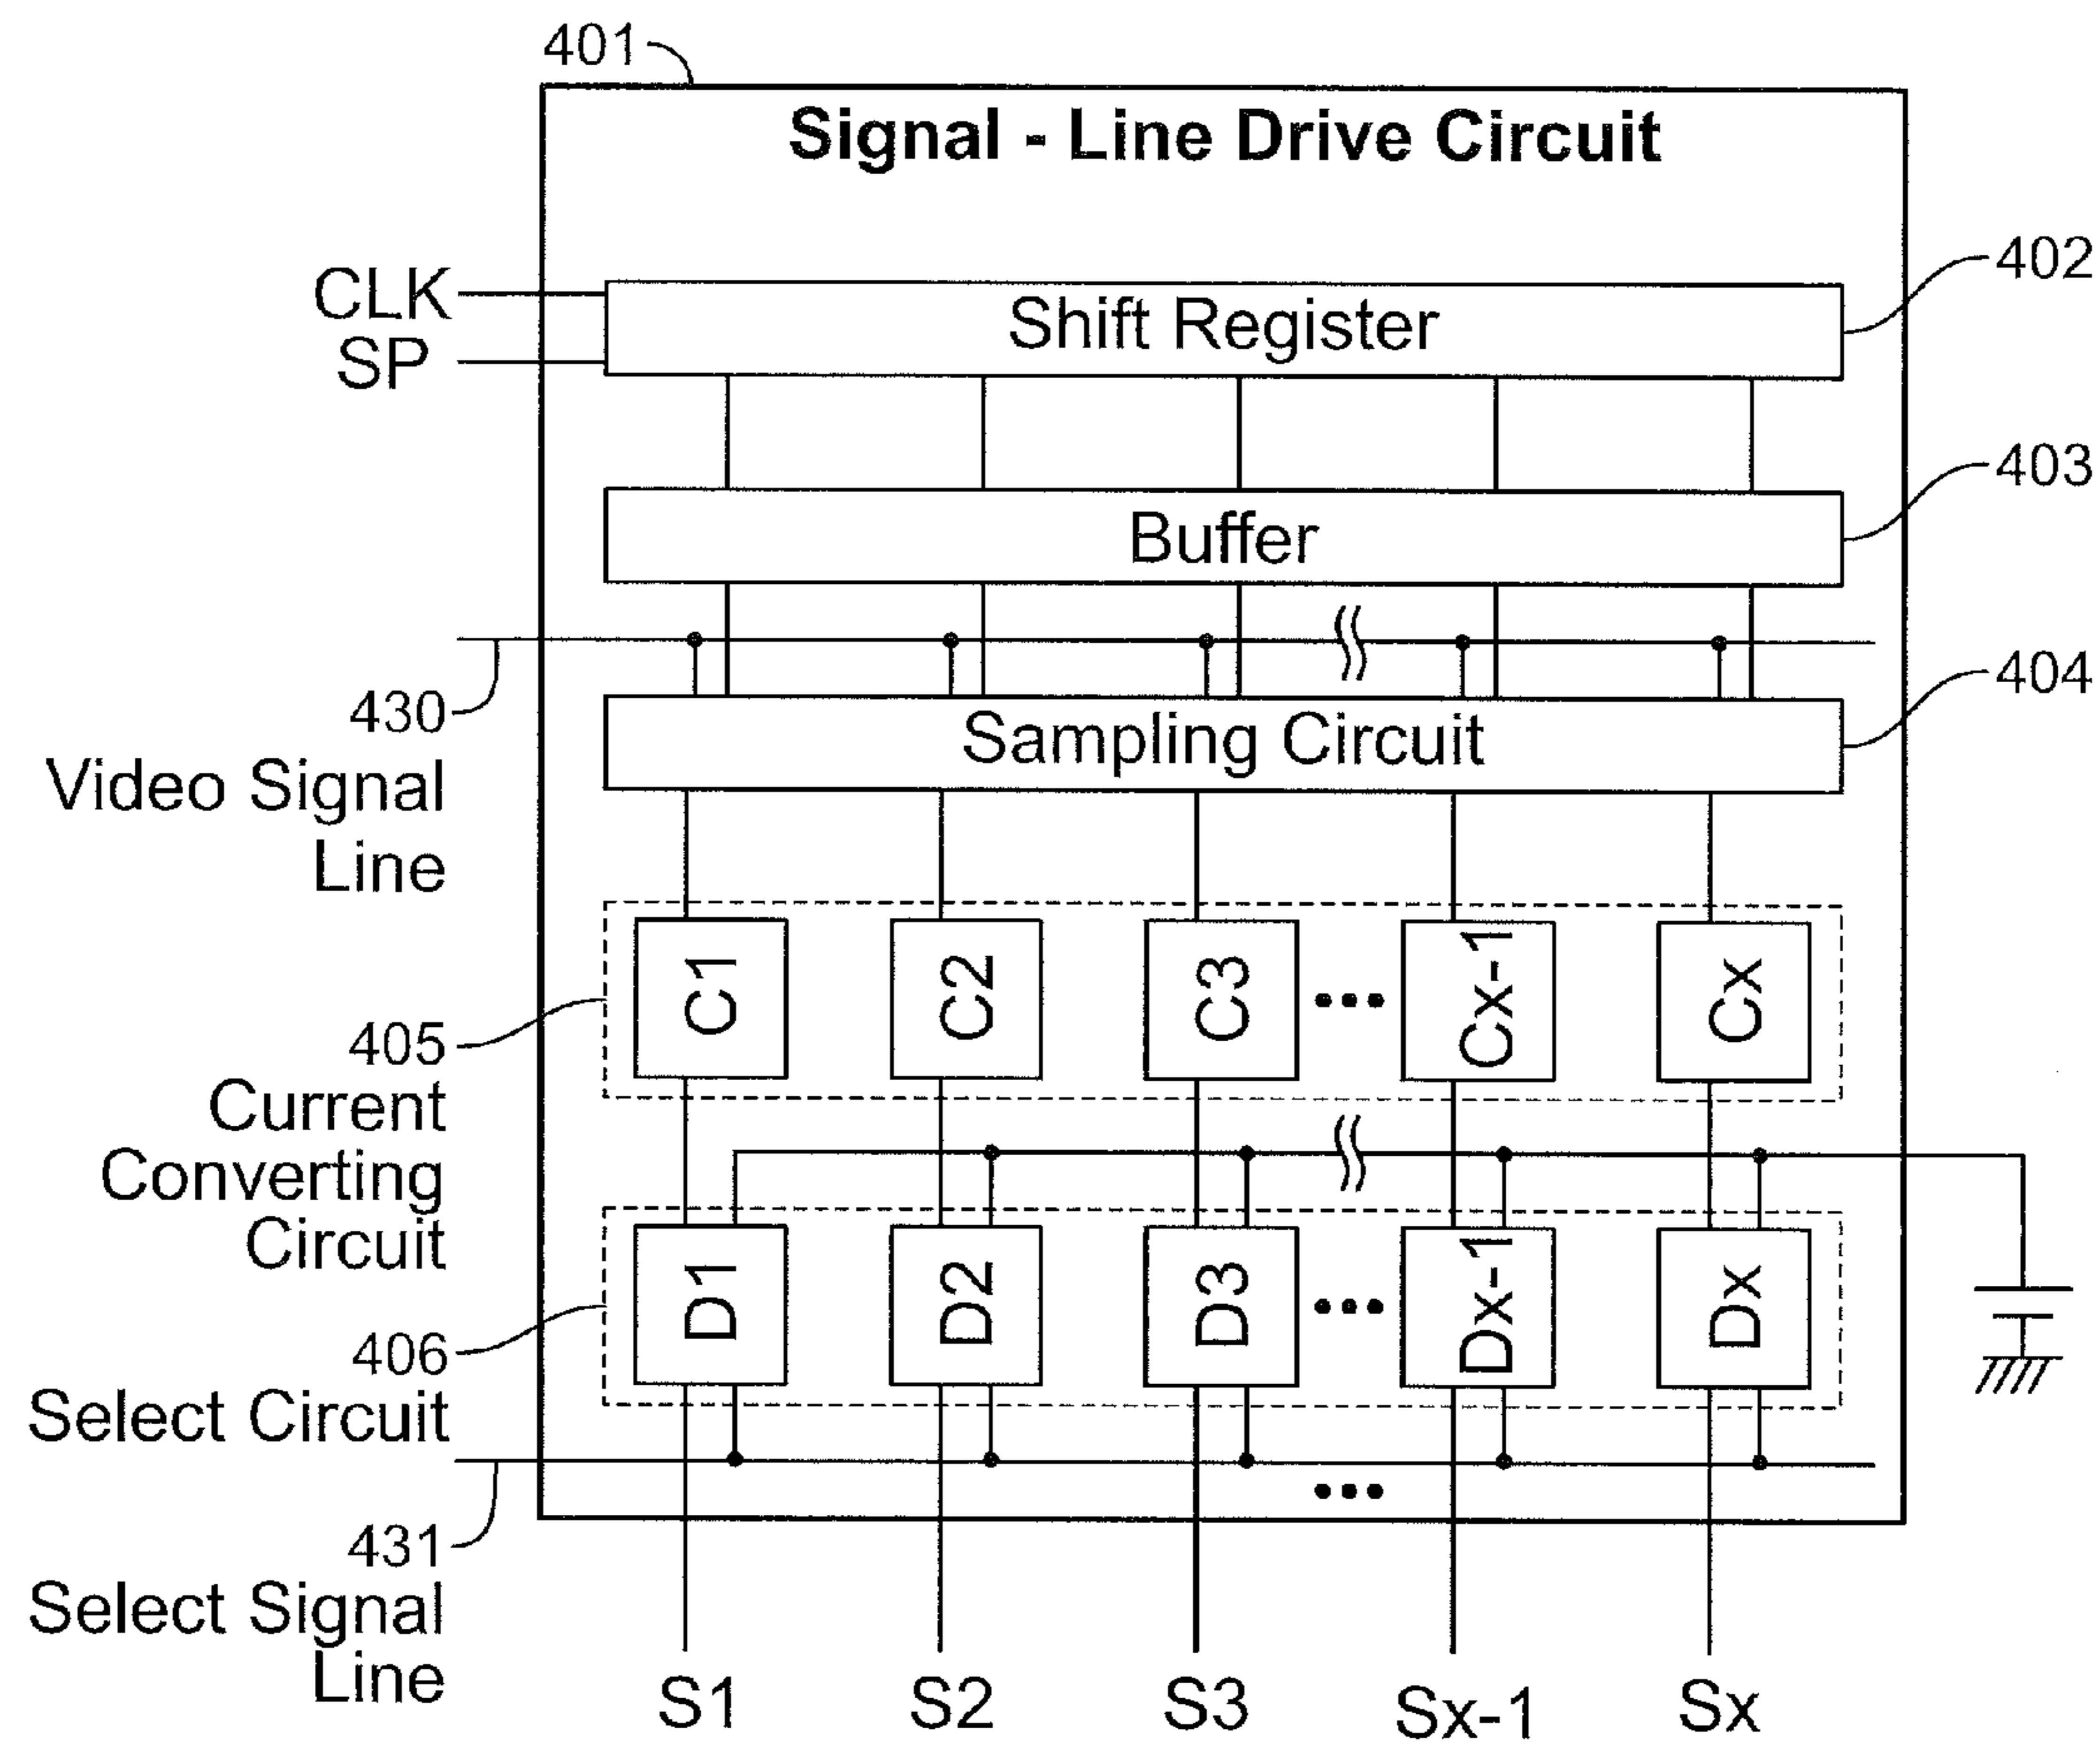 401
Signal - Line Drive Circuit
CLK
SP
Shift Register
402
Buffer
403
430
Video Signal
Line
Sampling Circuit
404
C1
C2
C3
•••
Cx-1
Cx
405
Current
Converting
Circuit
D1
D2
D3
•••
Dx-1
Dx
406
Select Circuit
•••
431
Select Signal
Line
S1
S2
S3
Sx-1
Sx